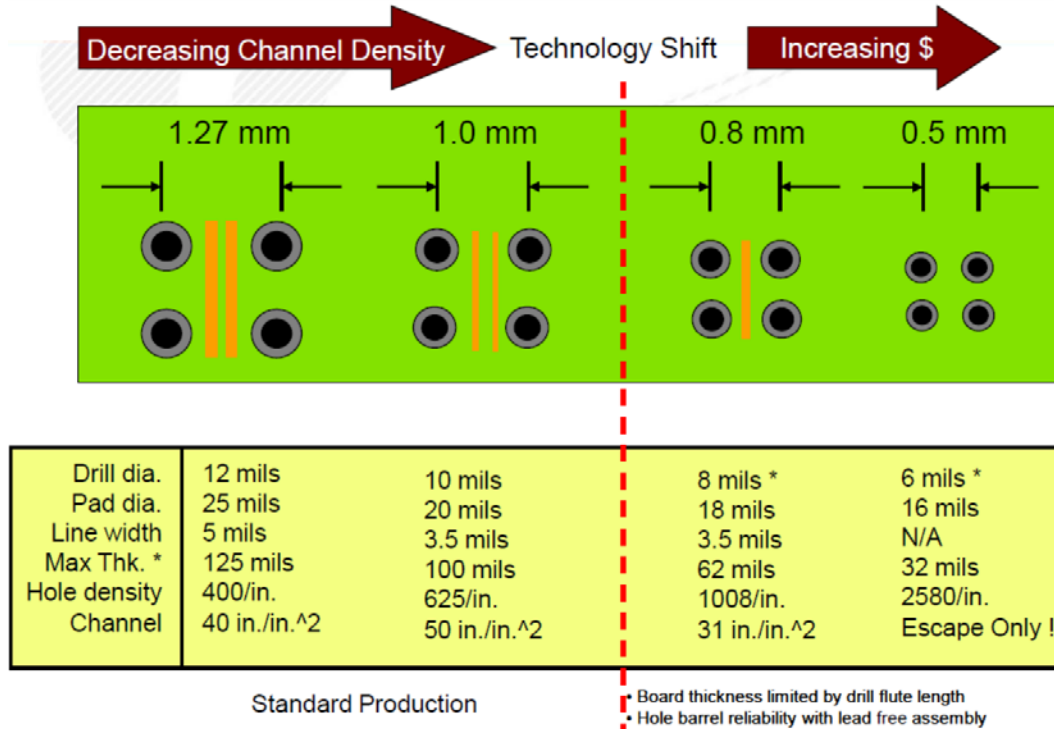 Decreasing Channel Density Technology Shift Increasing $
1.27 mm 1.0 mm 0.8 mm 0.5 mm
Drill dia. 12 mils 10 mils 8 mils * 6 mils *
Pad dia. 25 mils 20 mils 18 mils 16 mils
Line width 5 mils 3.5 mils 3.5 mils N/A
Max Thk. * 125 mils 100 mils 62 mils 32 mils
Hole density 400/in. 625/in. 1008/in. 2580/in.
Channel 40 in./in.^2 50 in./in.^2 31 in./in.^2 Escape Only !
Standard Production
• Board thickness limited by drill flute length
• Hole barrel reliability with lead free assembly